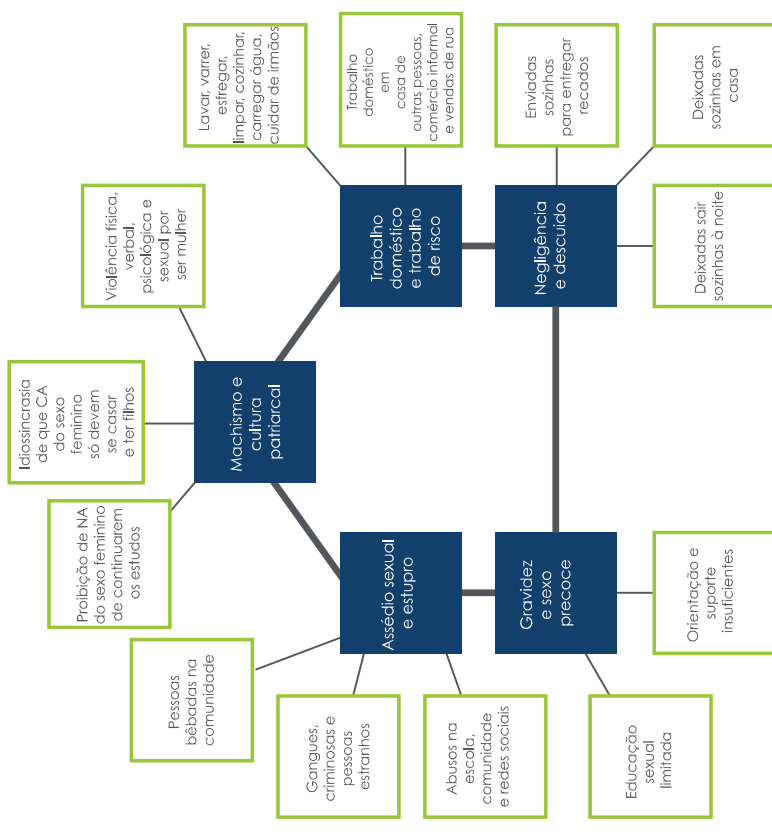 Lavar, varrer,
esfregar,
limpar, cozinhar,
carregar água,
cuidar de irmãos
Trabalho
doméstico
em
casa de
outras pessoas,
comércio informal
e vendas de rua
Enviadas
sozinhas
para entregar
recados
Deixadas
sozinhas em
casa
Violência física,
verbal,
psicológica e
sexual por
ser mulher
Trabalho
doméstico
e trabalho
de risco
Negligência
e descuido
Deixadas sair
sozinhas à noite
Idiossincrasia
de que CA
do sexo
feminino
só devem
se casar
e ter filhos
Machismo e
cultura
patriarcal
Proibição de NA
do sexo feminino
de continuarem
os estudos
Assédio sexual
e estupro
Gravidez
e sexo
precoce
Orientação e
suporte
insuficientes
Pessoas
bêbadas na
comunidade
Gangues,
criminosas e
pessoas
estranhos
Abusos na
escola,
comunidade
e redes sociais
Educação
sexual
limitada